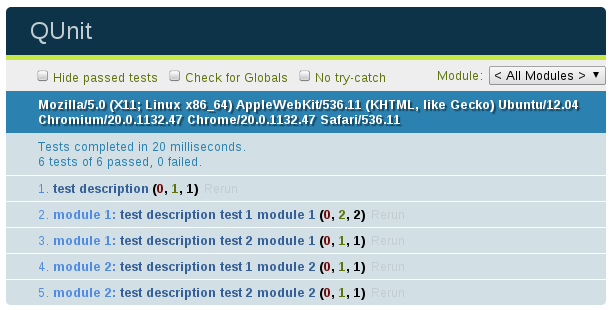 QUnit
Hide passed tests Check for Globals No try-catch Module: < All Modules > ▼
Mozilla/5.0 (X11; Linux x86_64) AppleWebKit/536.11 (KHTML, like Gecko) Ubuntu/12.04
Chromium/20.0.1132.47 Chrome/20.0.1132.47 Safari/536.11
Tests completed in 20 milliseconds.
6 tests of 6 passed, 0 failed.
1. test description (0, 1, 1) Rerun
2. module 1: test description test 1 module 1 (0, 2, 2) Rerun
3. module 1: test description test 2 module 1 (0, 1, 1) Rerun
4. module 2: test description test 1 module 2 (0, 1, 1) Rerun
5. module 2: test description test 2 module 2 (0, 1, 1) Rerun